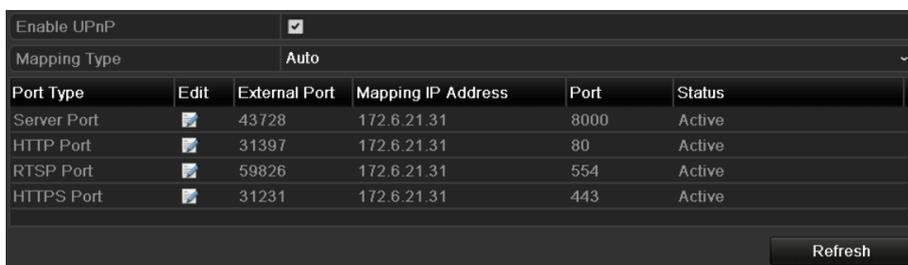 Enable UPnP
Mapping Type Auto
Port Type Edit External Port Mapping IP Address Port Status
Server Port 43728 172.6.21.31 8000 Active
HTTP Port 31397 172.6.21.31 80 Active
RTSP Port 59826 172.6.21.31 554 Active
HTTPS Port 31231 172.6.21.31 443 Active
Refresh